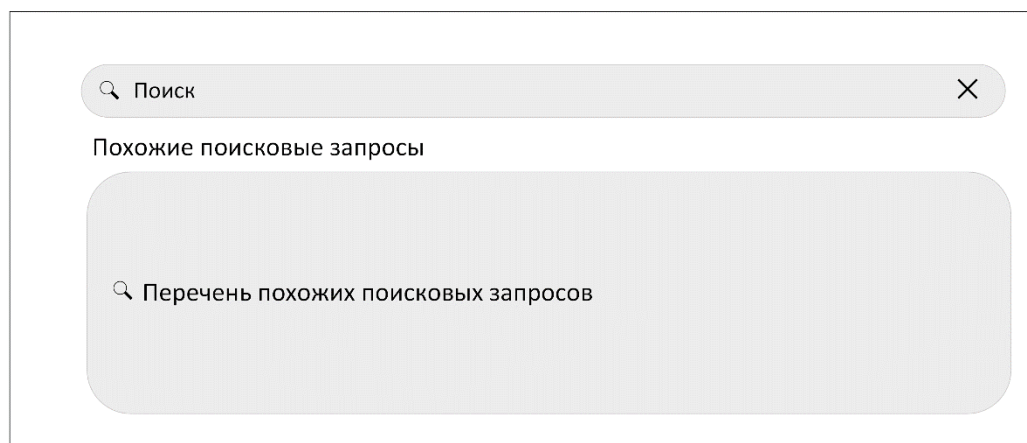 Поиск
Похожие поисковые запросы
Перечень похожих поисковых запросов